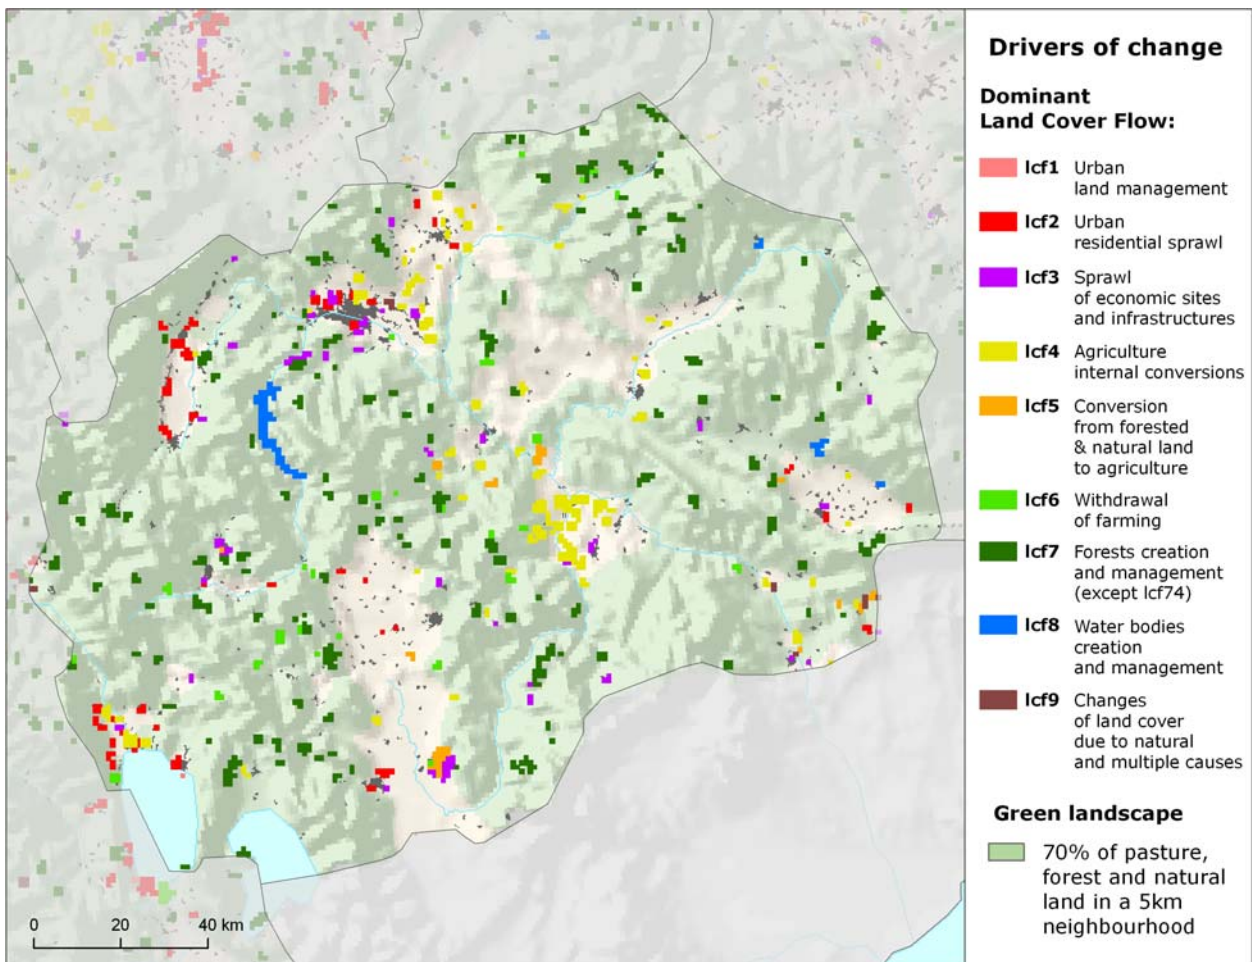 Drivers of change
Dominant
Land Cover Flow:
lcf1 Urban
land management
lcf2 Urban
residential sprawl
lcf3 Sprawl
of economic sites
and infrastructures
lcf4 Agriculture
internal conversions
lcf5 Conversion
from forested
& natural land
to agriculture
lcf6 Withdrawal
of farming
lcf7 Forests creation
and management
(except lcf74)
lcf8 Water bodies
creation
and management
lcf9 Changes
of land cover
due to natural
and multiple causes
Green landscape
70% of pasture,
forest and natural
land in a 5km
neighbourhood
0 20 40 km